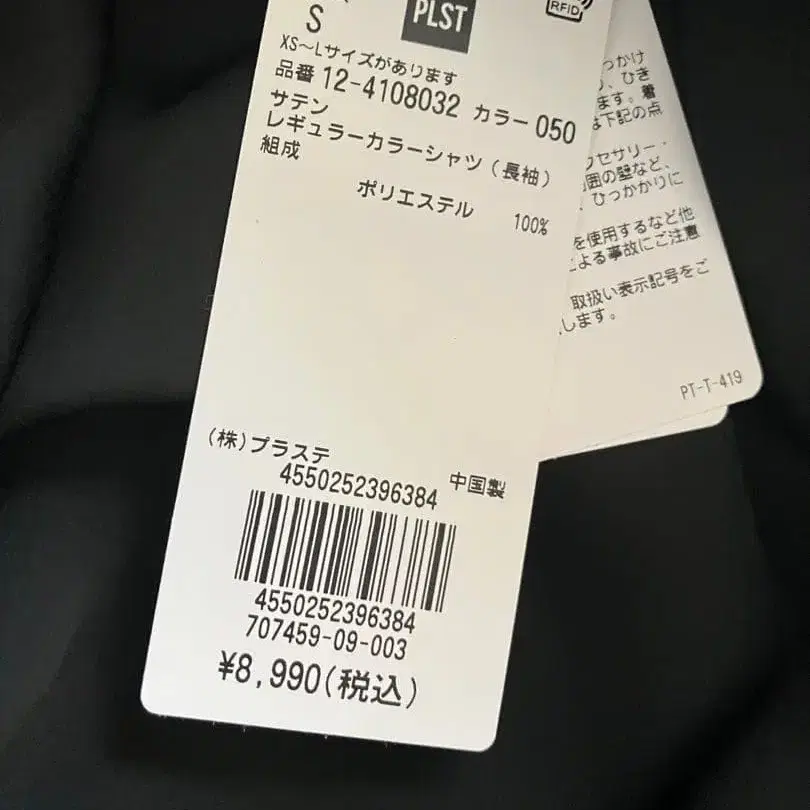 S
PLST
RFID
XS~Lサイズがあります
品番 12-4108032 カラー 050
サテン
レギュラーカラーシャツ(長袖)
組成
ポリエステル 100%
(株)プラステ
4550252396384 中国製
4550252396384
707459-09-003
¥8,990(税込)
っかけ
、ひき
ます。着
下記の点
クセサリー・
囲の壁など、
、ひっかかりに
を使用するなど他
よる事故にご注意
取扱い表示記号をご
します。
PT-T-419